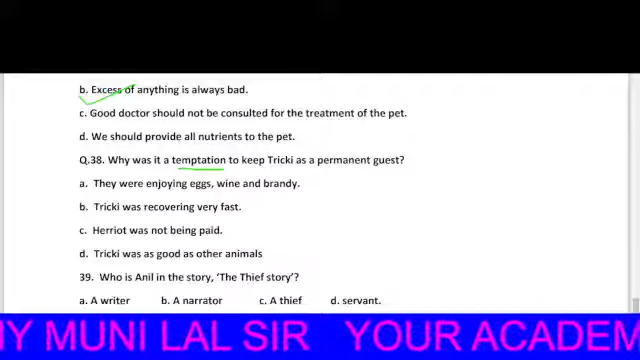 b. Excess of anything is always bad.
c. Good doctor should not be consulted for the treatment of the pet.
d. We should provide all nutrients to the pet.
Q.38. Why was it a temptation to keep Tricki as a permanent guest?
a. They were enjoying eggs, wine and brandy.
b. Tricki was recovering very fast.
c. Herriot was not being paid.
d. Tricki was as good as other animals
39. Who is Anil in the story, ‘The Thief story’?
a. A writer b. A narrator c. A thief d. servant.
MUNI LAL SIR YOUR ACADEM